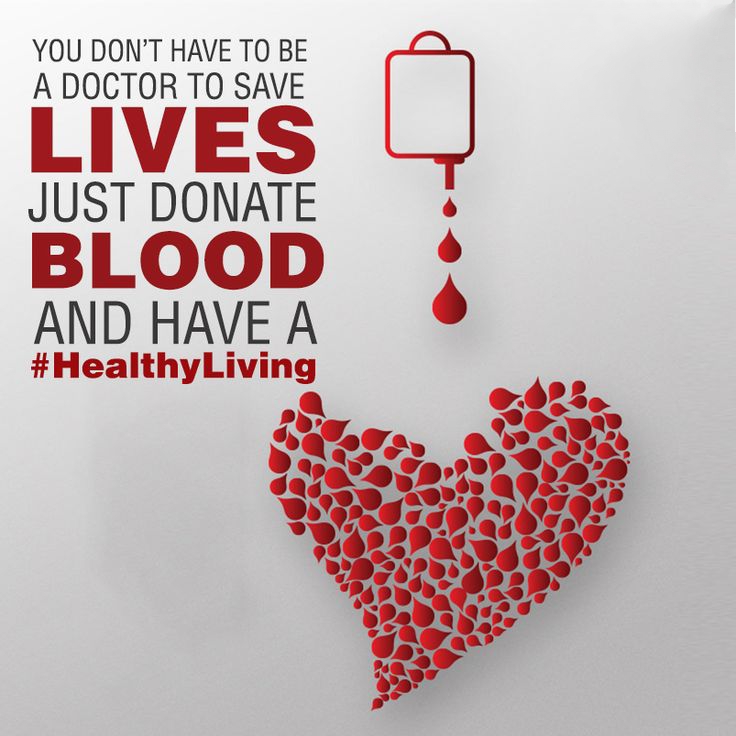 YOU DON'T HAVE TO BE
A DOCTOR TO SAVE
LIVES
JUST DONATE
BLOOD
AND HAVE A
#HealthyLiving